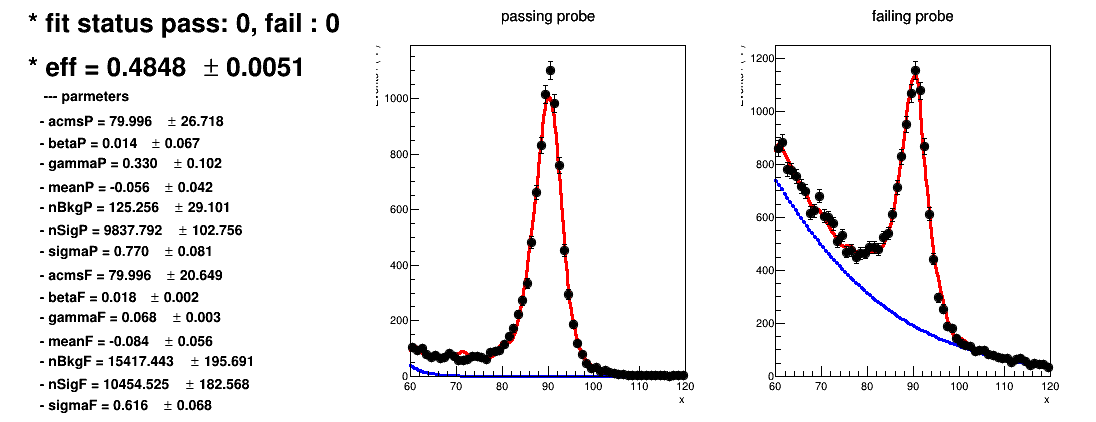 * fit status pass: 0, fail : 0
* eff = 0.4848 ± 0.0051
--- parmeters
- acmsP = 79.996 ± 26.718
- betaP = 0.014 ± 0.067
- gammaP = 0.330 ± 0.102
- meanP = -0.056 ± 0.042
- nBkgP = 125.256 ± 29.101
- nSigP = 9837.792 ± 102.756
- sigmaP = 0.770 ± 0.081
- acmsF = 79.996 ± 20.649
- betaF = 0.018 ± 0.002
- gammaF = 0.068 ± 0.003
- meanF = -0.084 ± 0.056
- nBkgF = 15417.443 ± 195.691
- nSigF = 10454.525 ± 182.568
- sigmaF = 0.616 ± 0.068
passing probe
1000
800
600
400
200
0
60 70 80 90 100 110 120
x
failing probe
1200
1000
800
600
400
200
0
60 70 80 90 100 110 120
x